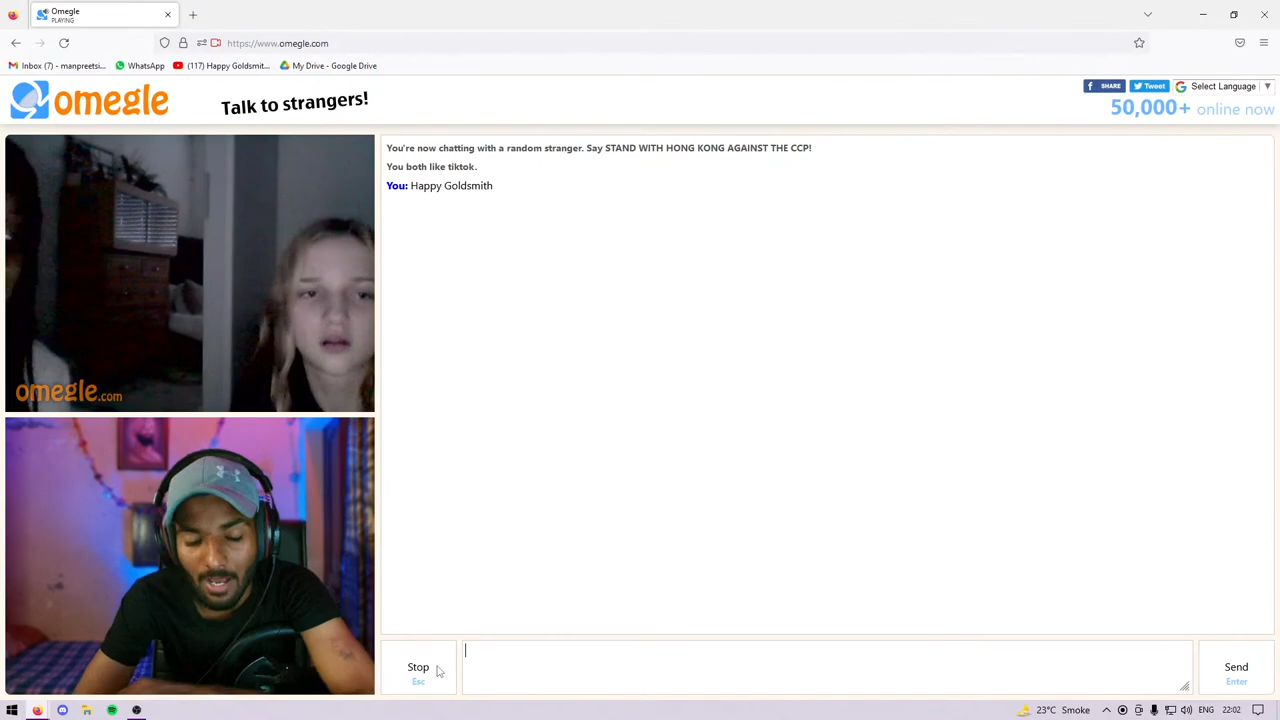 Omegle
PLAYING
https://www.omegle.com
Inbox (7) - manpreetsi...
WhatsApp
(117) Happy Goldsmit...
My Drive - Google Drive
omegle
Talk to strangers!
SHARE
Tweet
Select Language
50,000+ online now
You're now chatting with a random stranger. Say STAND WITH HONG KONG AGAINST THE CCP!
You both like tiktok.
You: Happy Goldsmith
omegle.com
Stop
Esc
Send
Enter
23°C Smoke
ENG
22:02